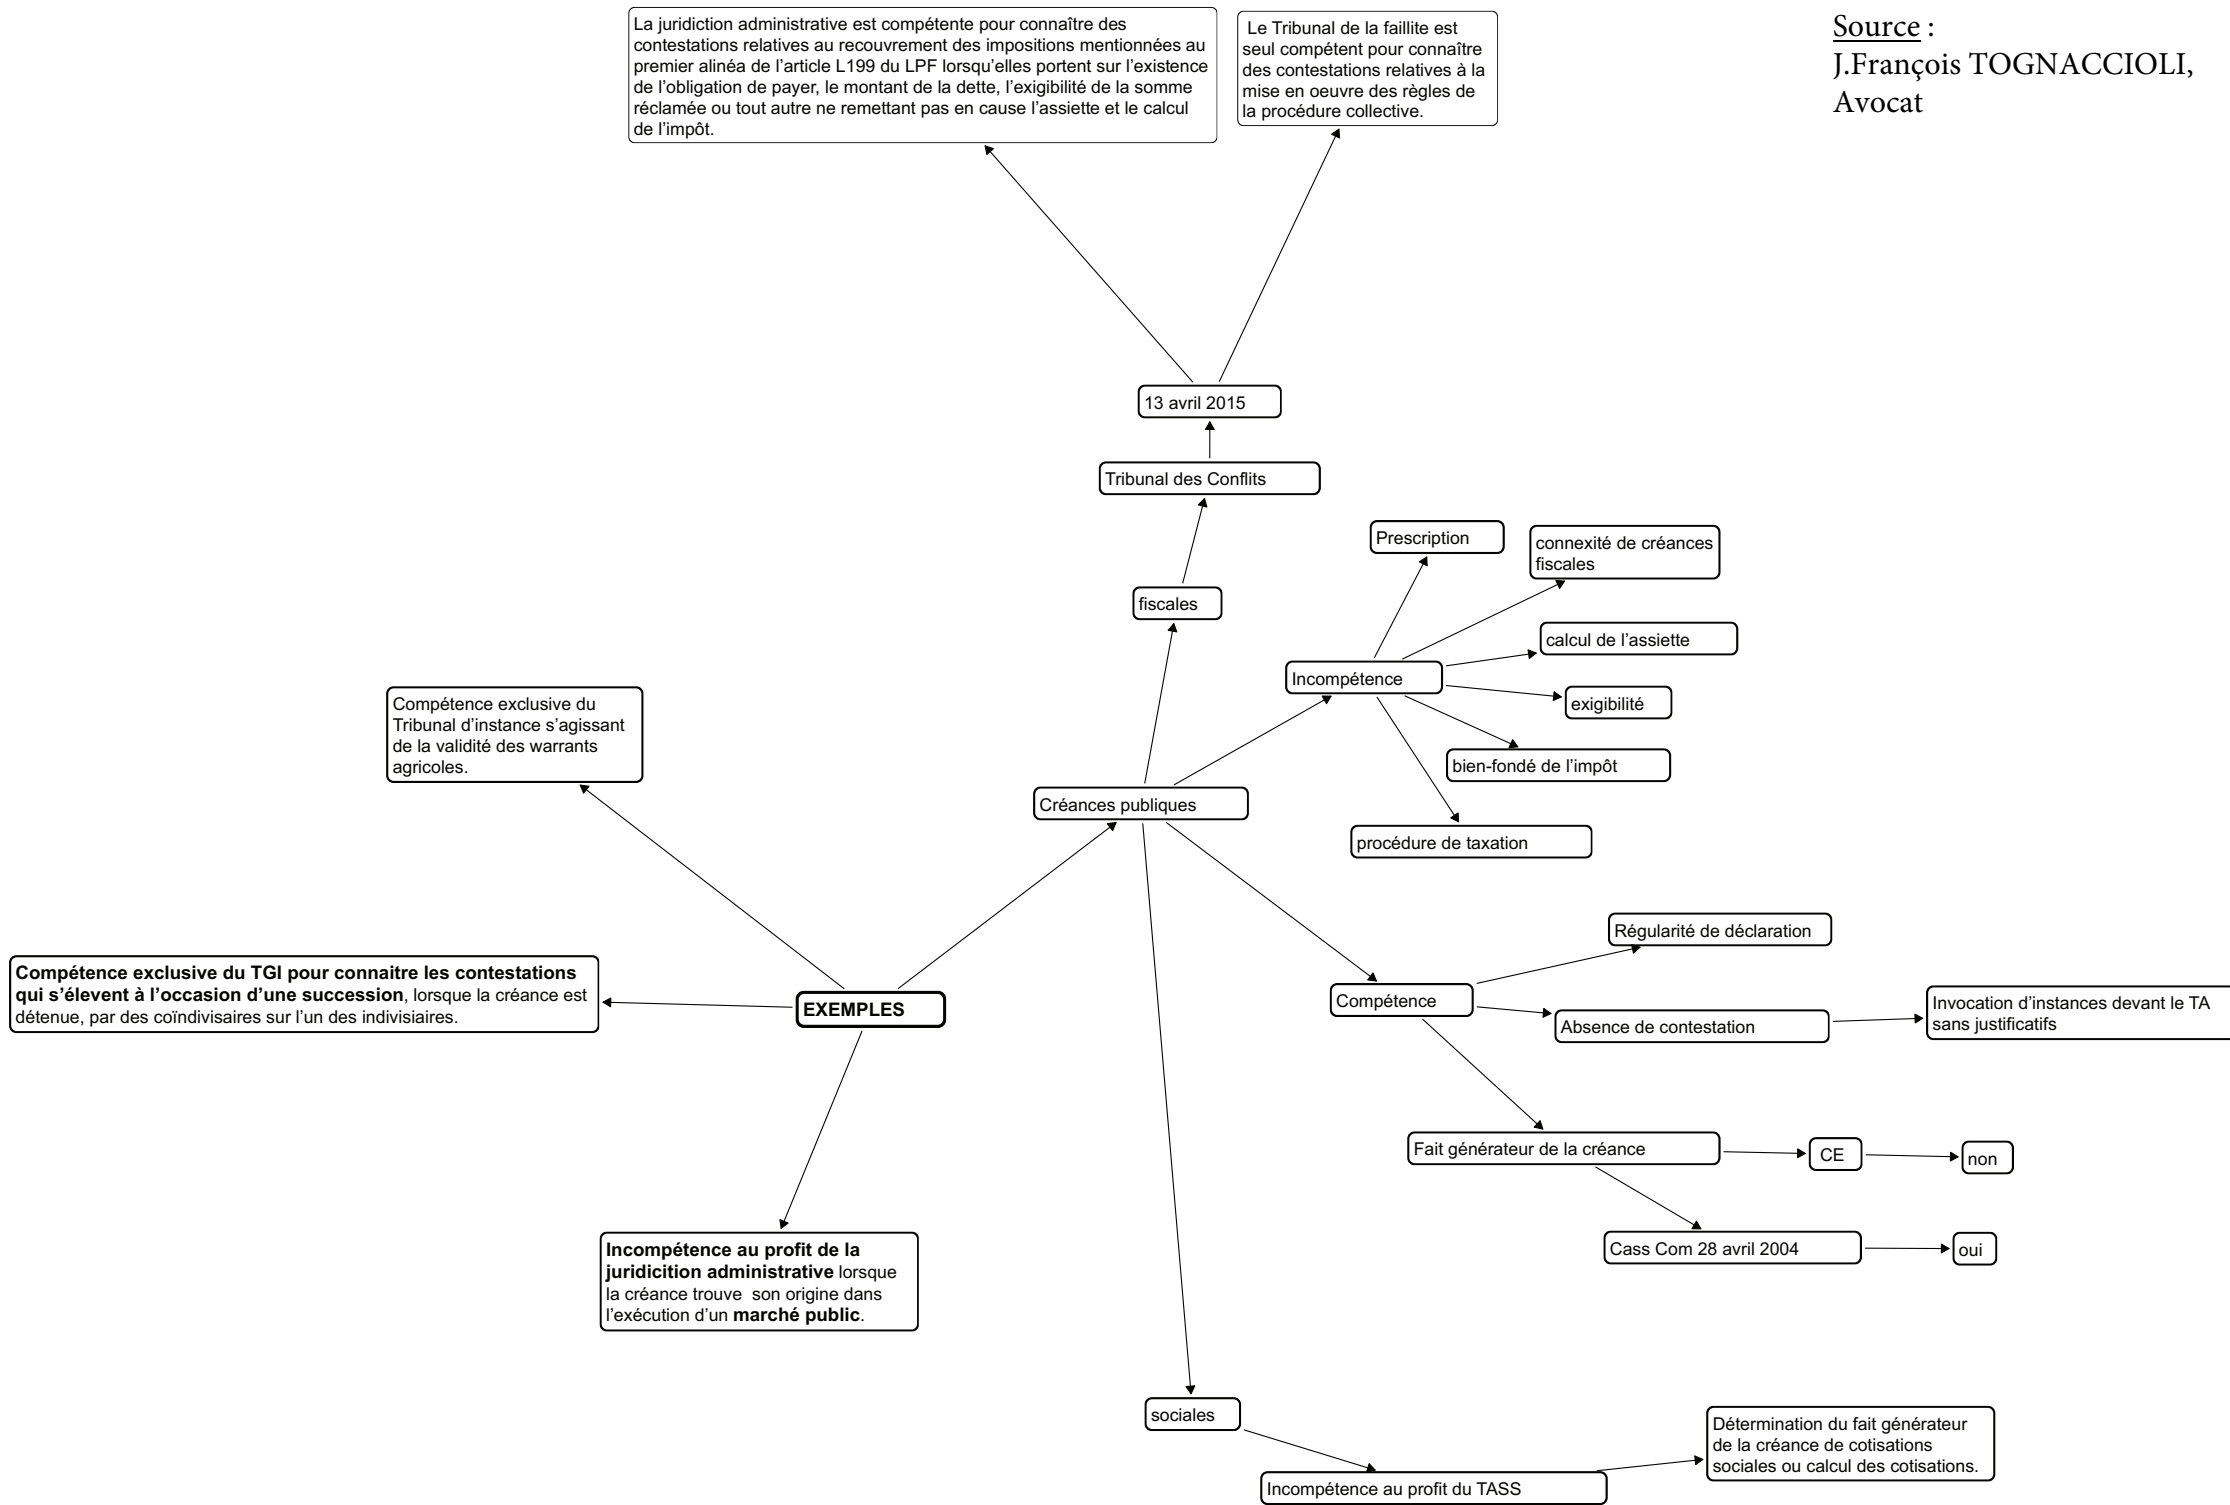 La juridiction administrative est compétente pour connaître des
contestations relatives au recouvrement des impositions mentionnées au
premier alinéa de l'article L199 du LPF lorsqu'elles portent sur l'existence
de l'obligation de payer, le montant de la dette, l'exigibilité de la somme
réclamée ou tout autre ne remettant pas en cause l'assiette et le calcul
de l'impôt.
Le Tribunal de la faillite est
seul compétent pour connaître
des contestations relatives à la
mise en oeuvre des règles de
la procédure collective.
Source :
J.François TOGNACCIOLI,
Avocat
13 avril 2015
Tribunal des Conflits
fiscales
Prescription
connexité de créances
fiscales
calcul de l'assiette
Incompétence
exigibilité
bien-fondé de l'impôt
procédure de taxation
Compétence exclusive du
Tribunal d'instance s'agissant
de la validité des warrants
agricoles.
Créances publiques
Compétence exclusive du TGI pour connaitre les contestations
qui s'élevent à l'occasion d'une succession, lorsque la créance est
détenue, par des coïndivisaires sur l'un des indivisiaires.
EXEMPLES
Régularité de déclaration
Compétence
Absence de contestation
Invocation d'instances devant le TA
sans justificatifs
Fait générateur de la créance
CE
non
Cass Com 28 avril 2004
oui
Incompétence au profit de la
juridicition administrative lorsque
la créance trouve son origine dans
l'exécution d'un marché public.
sociales
Incompétence au profit du TASS
Détermination du fait générateur
de la créance de cotisations
sociales ou calcul des cotisations.